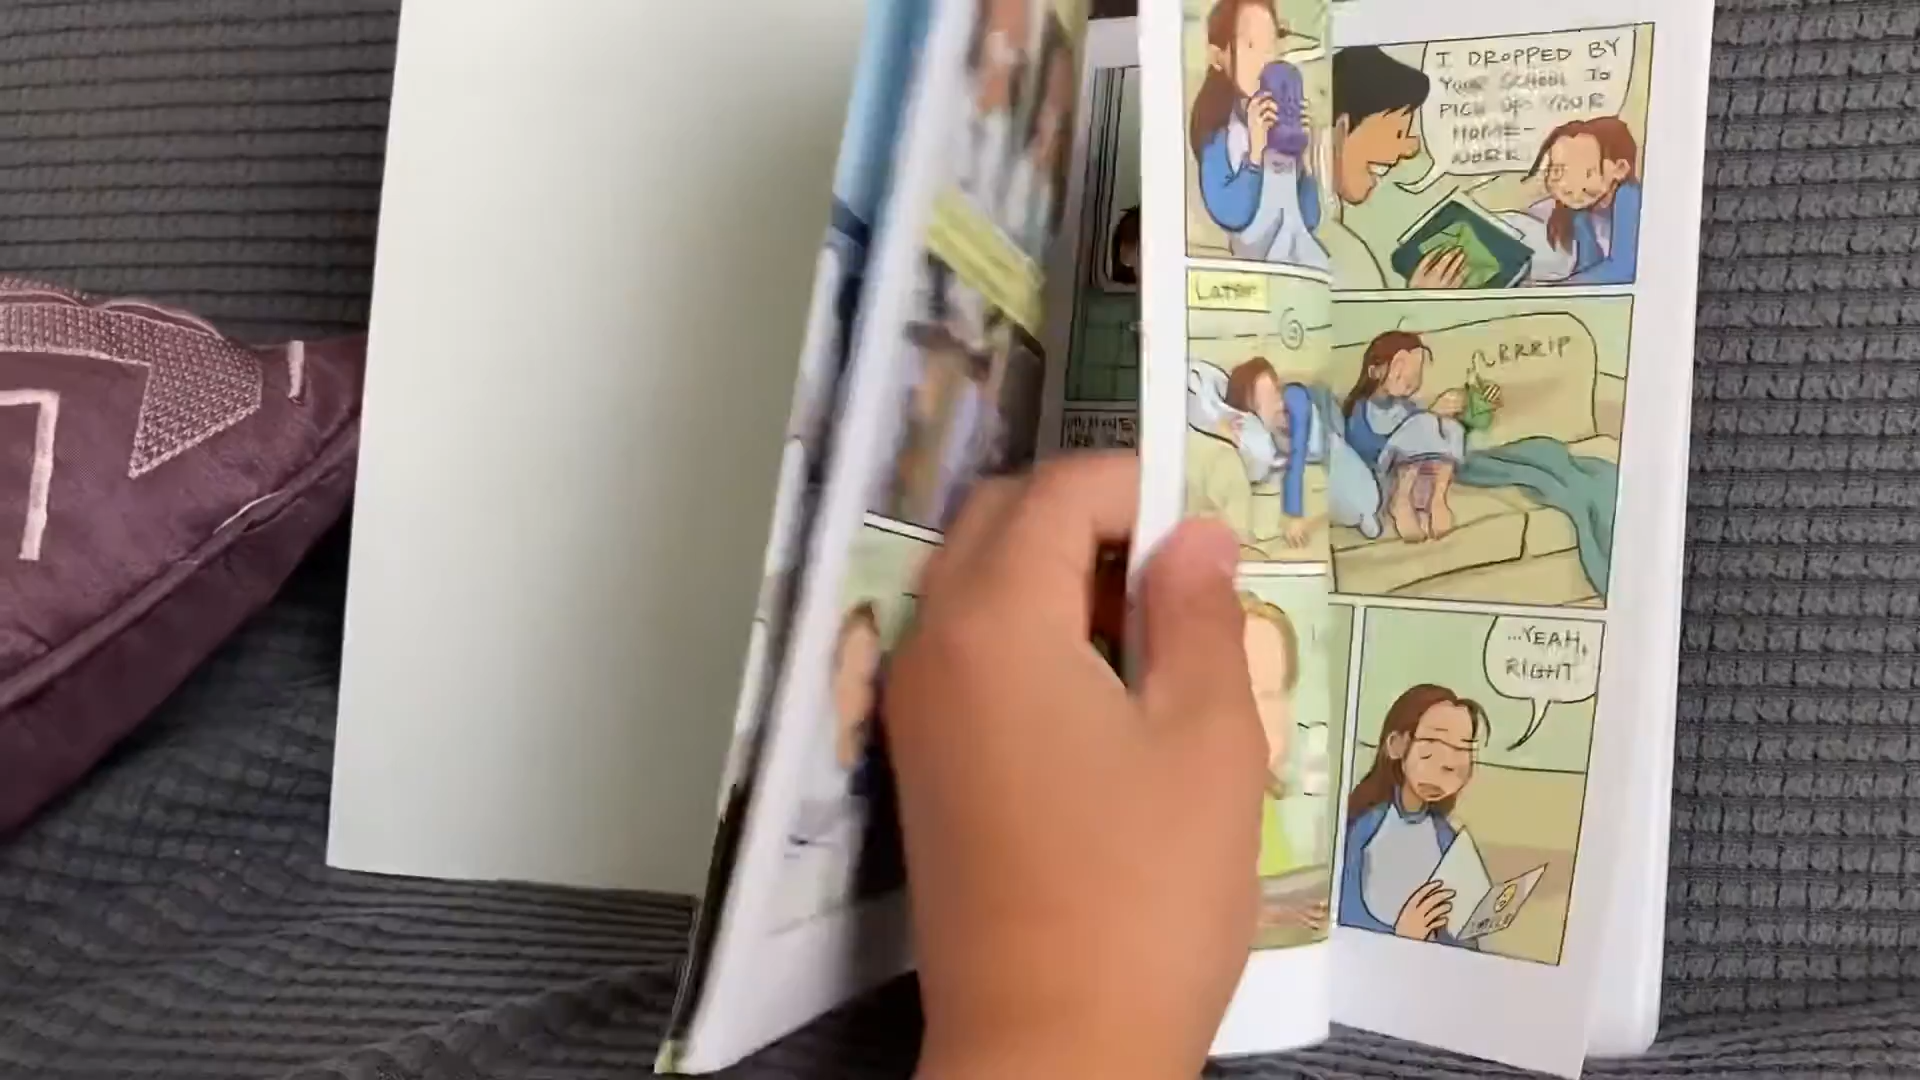 I DROPPED BY
YOUR SCHOOL TO
PICK UP YOUR
HOME-
WORK.
LATER
RRRIP
...YEAH,
RIGHT.